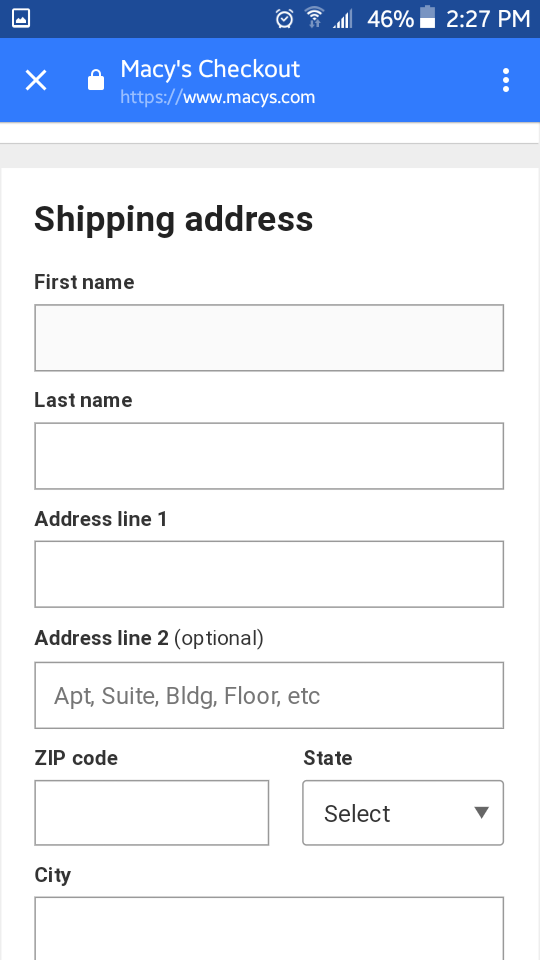 46% 2:27 PM
Macy's Checkout
https://www.macys.com
Shipping address
First name
Last name
Address line 1
Address line 2 (optional)
Apt, Suite, Bldg, Floor, etc
ZIP code State
Select
City